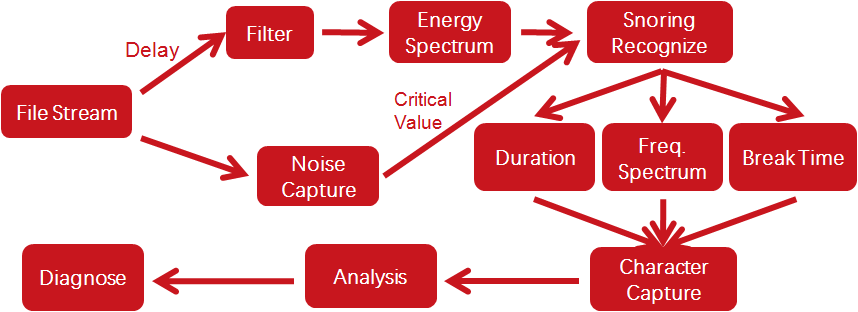 Delay
Filter
Energy
Spectrum
Snoring
Recognize
File Stream
Critical
Value
Noise
Capture
Duration
Freq.
Spectrum
Break Time
Diagnose
Analysis
Character
Capture